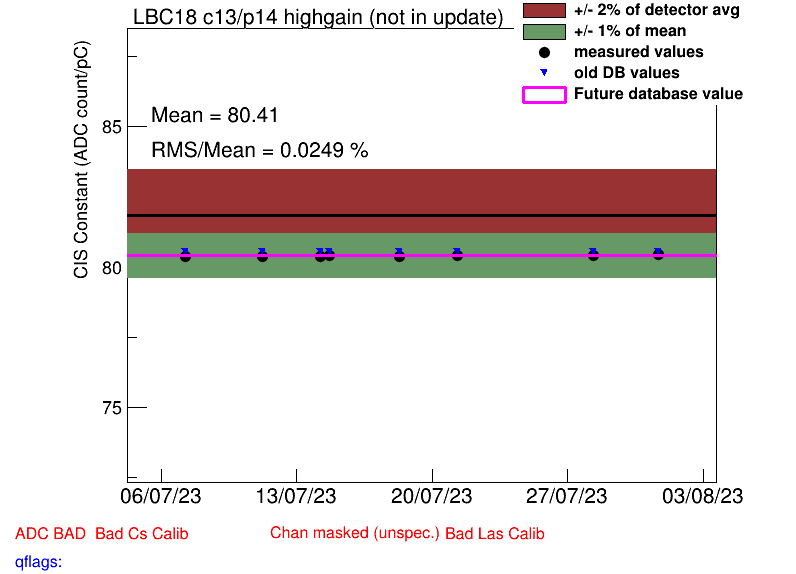 LBC18 c13/p14 highgain (not in update)
+/- 2% of detector avg
+/- 1% of mean
measured values
old DB values
Future database value
Mean = 80.41
RMS/Mean = 0.0249 %
CIS Constant (ADC count/pC)
85
80
75
06/07/23 13/07/23 20/07/23 27/07/23 03/08/23
ADC BAD Bad Cs Calib Chan masked (unspec.) Bad Las Calib
qflags: